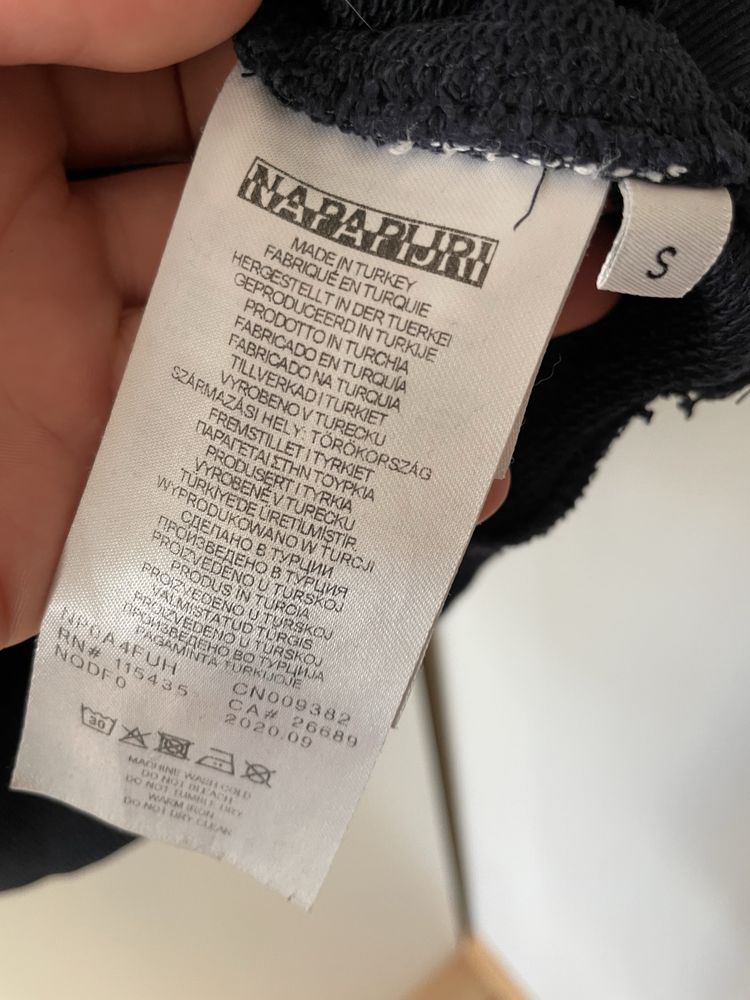 NAPAPIJRI
S
MADE IN TURKEY
FABRIQUÉ EN TURQUIE
HERGESTELLT IN DER TUERKEI
GEPRODUCEERD IN TURKIJE
PRODOTTO IN TURCHIA
FABRICADO EN TURQUÍA
FABRICADO NA TURQUIA
TILLVERKAD I TURKIET
VYROBENO V TURECKU
SZÁRMAZÁSI HELY: TÖRÖKORSZÁG
FREMSTILLET I TYRKIET
ΠΑΡΑΓΕΤΑΙ ΣΤΗΝ ΤΟΥΡΚΙΑ
PRODUSERT I TYRKIA
VYROBENÉ V TURECKU
TÜRKIYEDE ÜRETILMISTIR
WYPRODUKOWANO W TURCJI
СДЕЛАНО В ТУРЦИИ
ПРОИЗВЕДЕНО В ТУРЦИЯ
PROIZVEDENO U TURSKOJ
PRODUS IN TURCIA
PROIZVEDENO U TURSKOJ
VALMISTATUD TÜRGIS
PROIZVEDENO U TURSKOJ
ПРОИЗВЕДЕНО ВО ТУРЦИЈА
PAGAMINTA TURKIJOJE
NP0A4FUH CN009382
RN# 115435 CA# 26689
NODF0 2020.09
30
MACHINE WASH COLD
DO NOT BLEACH
DO NOT TUMBLE DRY
WARM IRON
DO NOT DRY CLEAN